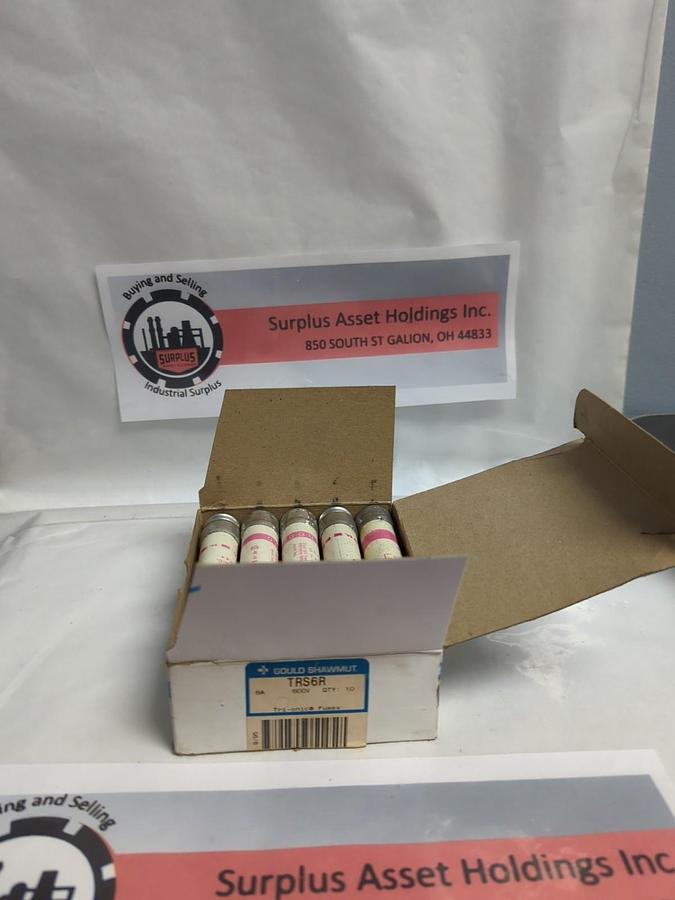 Buying and Selling
SURPLUS
Industrial Surplus
Surplus Asset Holdings Inc.
850 SOUTH ST GALION, OH 44833
GOULD SHAWMUT
TRS6R
6A 600V QTY: 10
Tri-onic® Fuses
ing and Selling
Surplus Asset Holdings Inc.